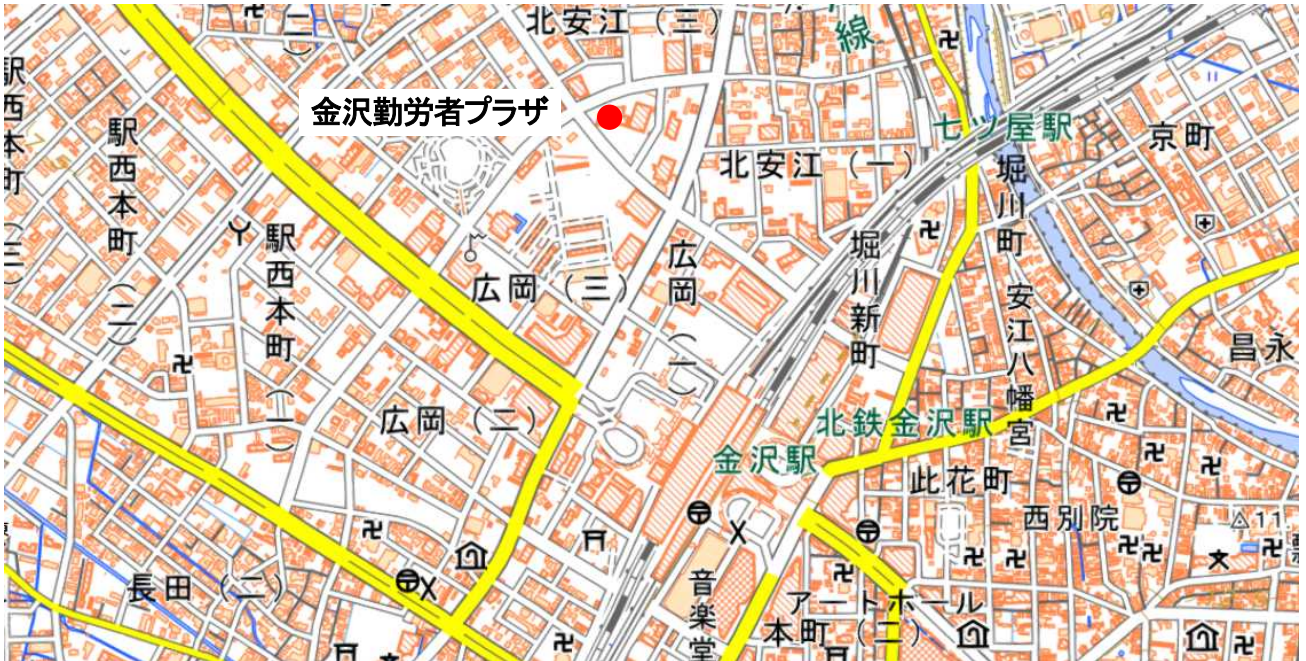 北安江（三）
線
（二）
駅西本町（三）
金沢勤労者プラザ
駅西本町（二）
七ツ屋駅
京町
北安江（一）
堀川町
駅西本町（一）
広岡（三）
広岡（一）
堀川新町
安江八幡宮
昌永
広岡（二）
北鉄金沢駅
金沢駅
此花町
西別院
11
長田（二）
音楽堂
アートホール
本町（二）